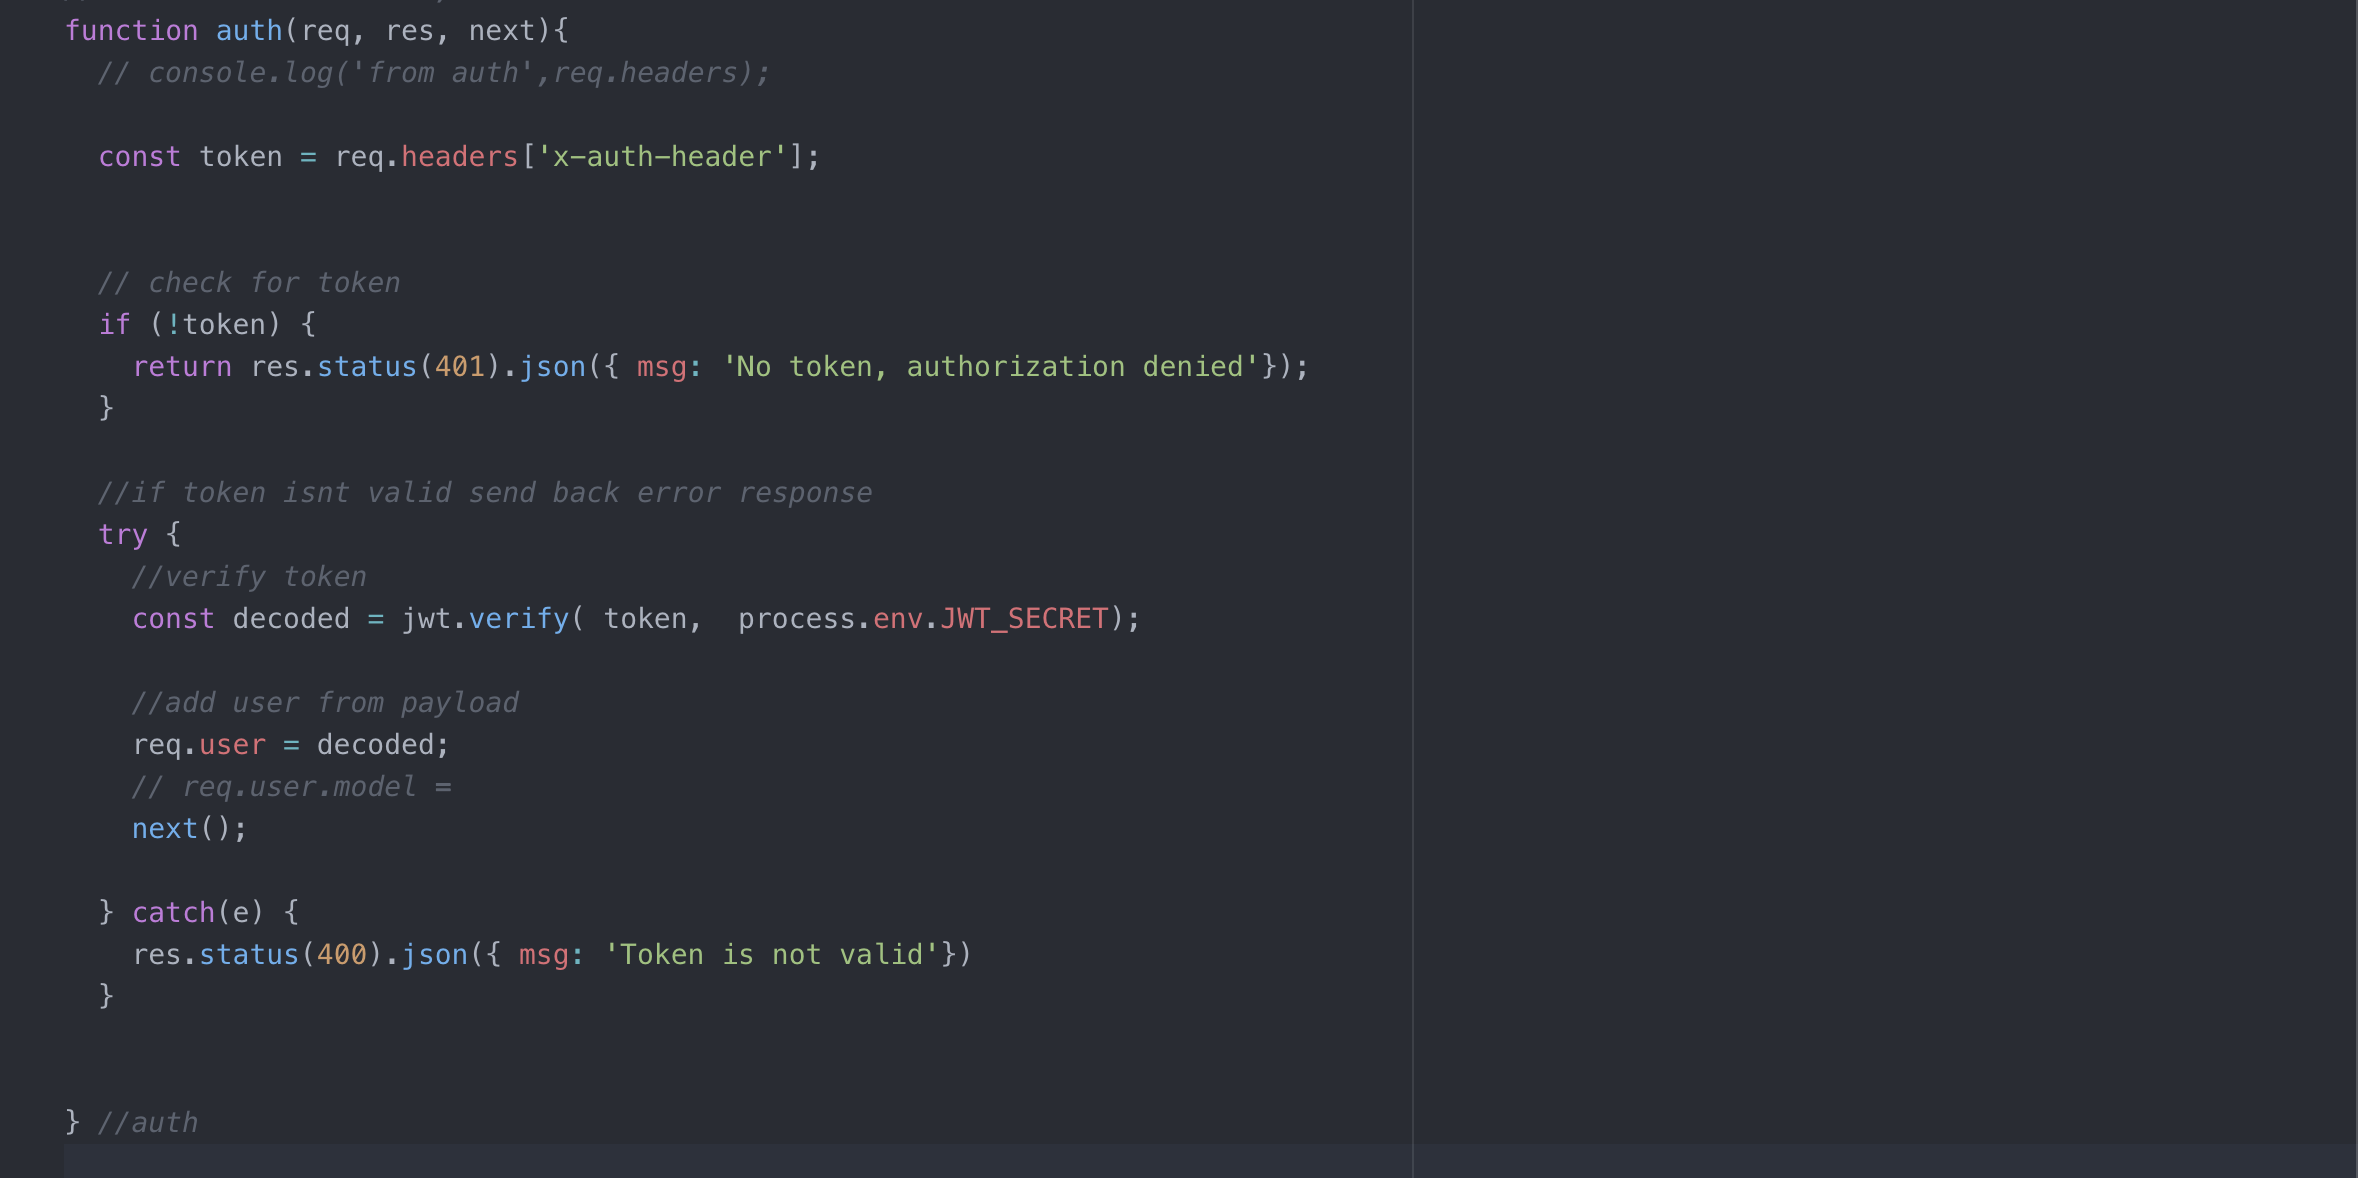 function auth(req, res, next){
// console.log('from auth',req.headers);
const token = req.headers['x-auth-header'];
// check for token
if (!token) {
return res.status(401).json({ msg: 'No token, authorization denied'});
}
//if token isnt valid send back error response
try {
//verify token
const decoded = jwt.verify( token,  process.env.JWT_SECRET);
//add user from payload
req.user = decoded;
// req.user.model =
next();
} catch(e) {
res.status(400).json({ msg: 'Token is not valid'})
}
} //auth